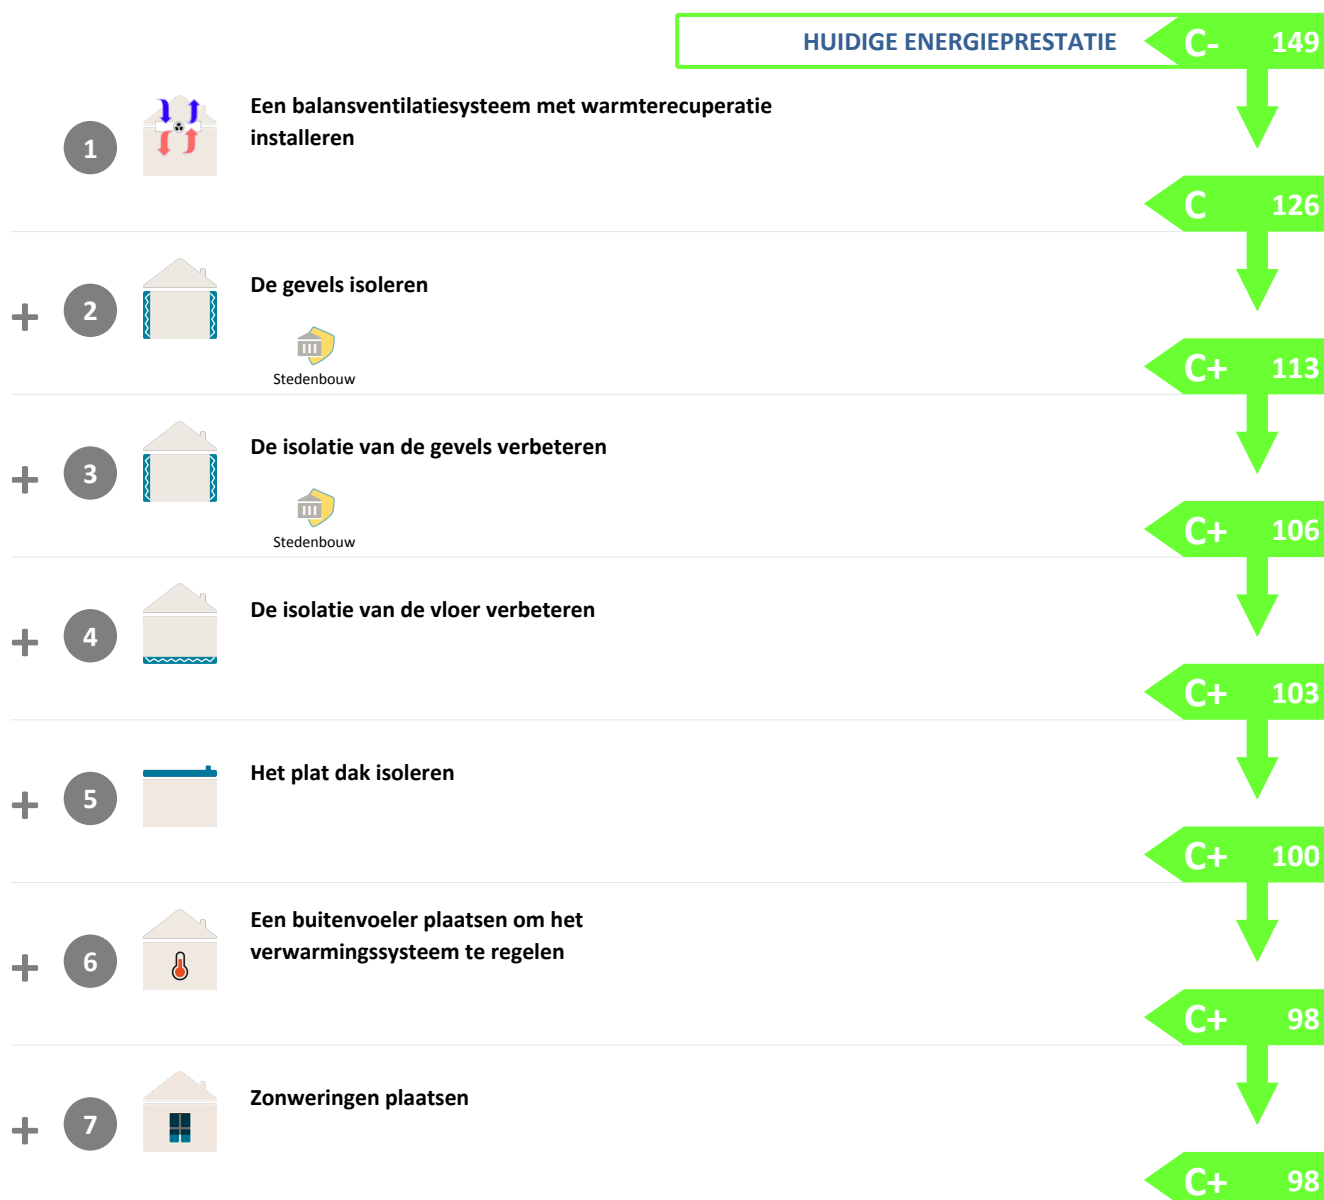 HUIDIGE ENERGIEPRESTATIE C- 149
1 Een balansventilatiesysteem met warmterecuperatie
installeren
C 126
+ 2 De gevels isoleren
Stedenbouw
C+ 113
+ 3 De isolatie van de gevels verbeteren
Stedenbouw
C+ 106
+ 4 De isolatie van de vloer verbeteren
C+ 103
+ 5 Het plat dak isoleren
C+ 100
+ 6 Een buitenvoeler plaatsen om het
verwarmingssysteem te regelen
C+ 98
+ 7 Zonweringen plaatsen
C+ 98